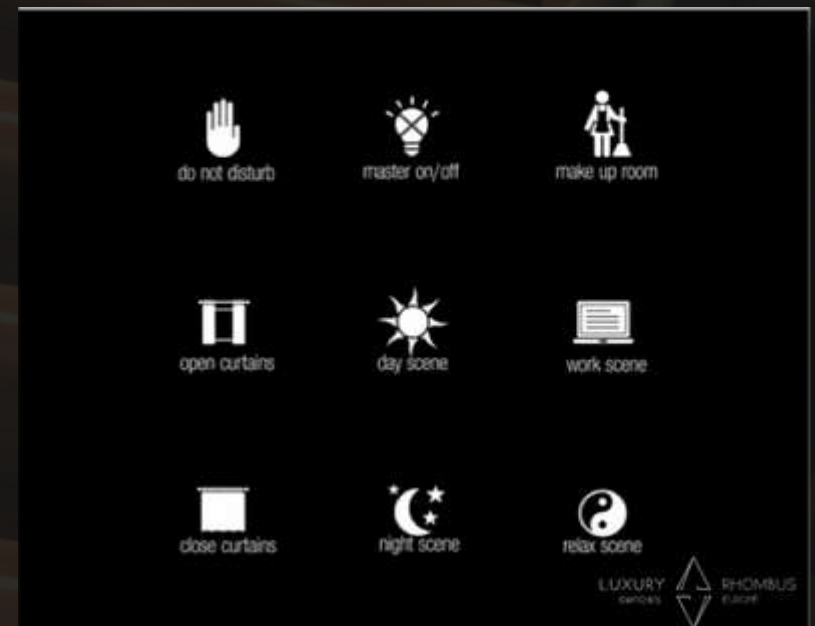 do not disturb
master on/off
make up room
open curtains
day scene
work scene
close curtains
night scene
relax scene
LUXURY RHOMBUS
EUROPE